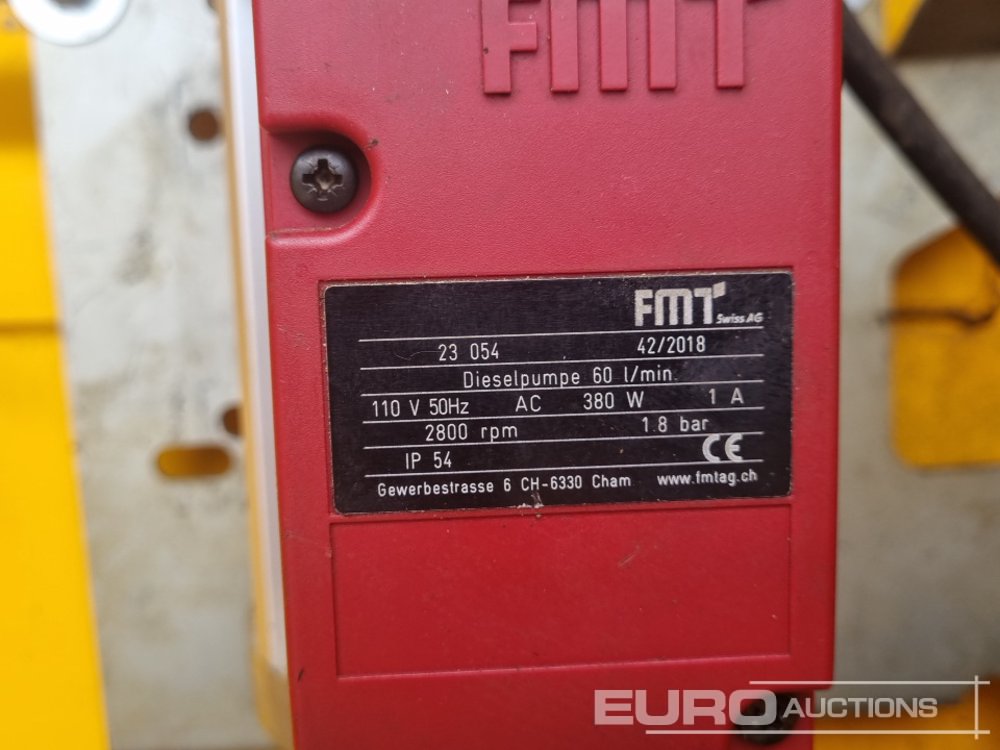 FMT
FMT
Swiss AG
23 054 42/2018
Dieselpumpe 60 l/min.
110 V 50Hz AC 380 W 1 A
2800 rpm 1.8 bar
IP 54 CE
Gewerbestrasse 6 CH-6330 Cham www.fmtag.ch
EURO AUCTIONS